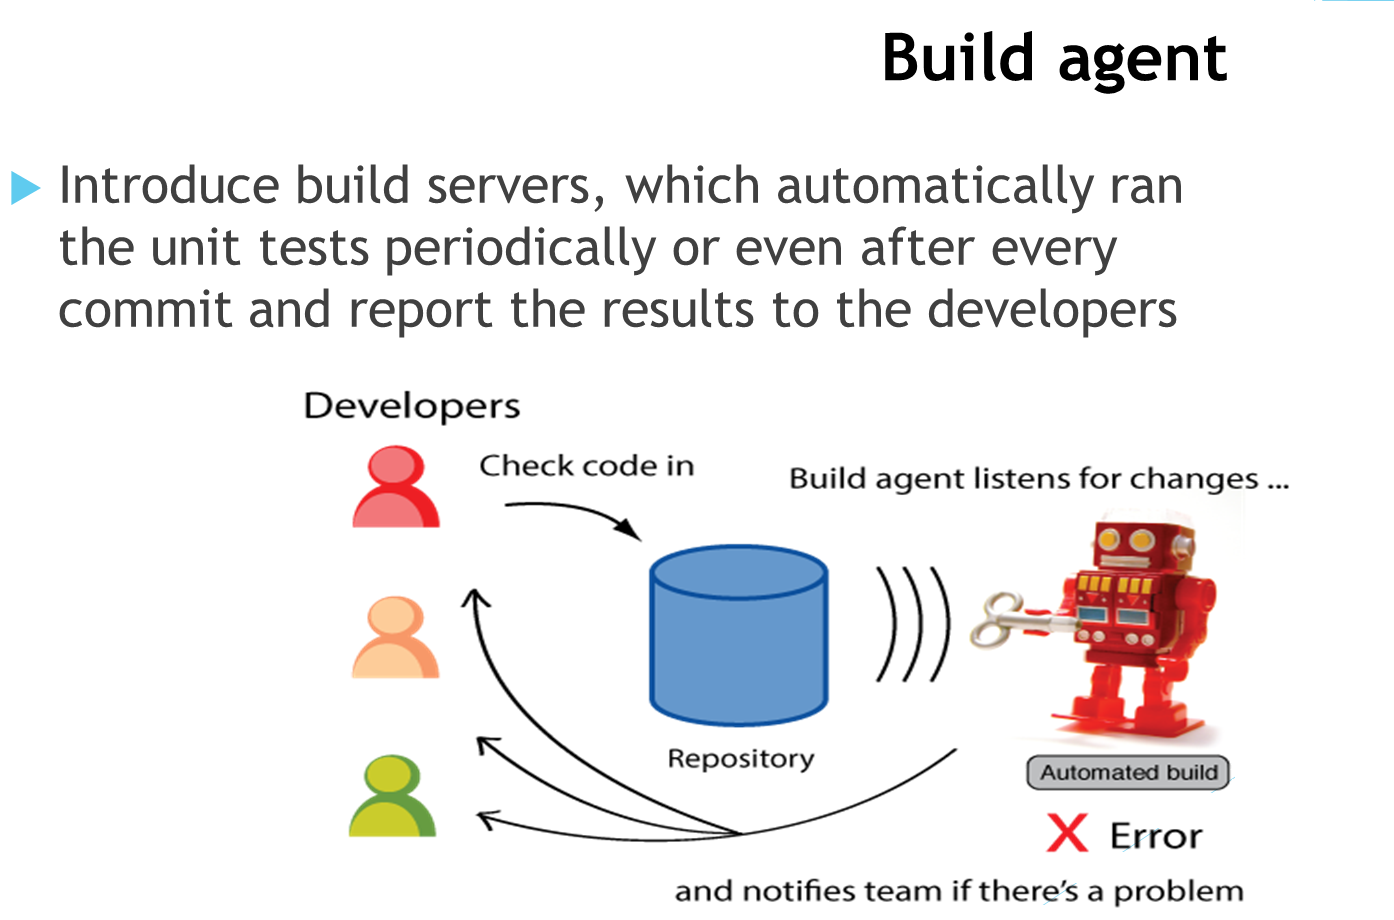 Build agent
Introduce build servers, which automatically ran
the unit tests periodically or even after every
commit and report the results to the developers
Developers
Check code in
Build agent listens for changes ...
Repository
Automated build
X Error
and notifies team if there's a problem